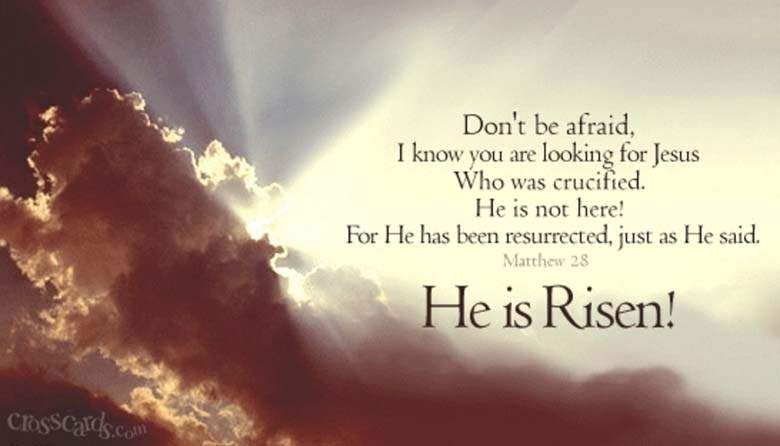 Don't be afraid,
I know you are looking for Jesus
Who was crucified.
He is not here!
For He has been resurrected, just as He said.
Matthew 28
He is Risen!
crosscards.com